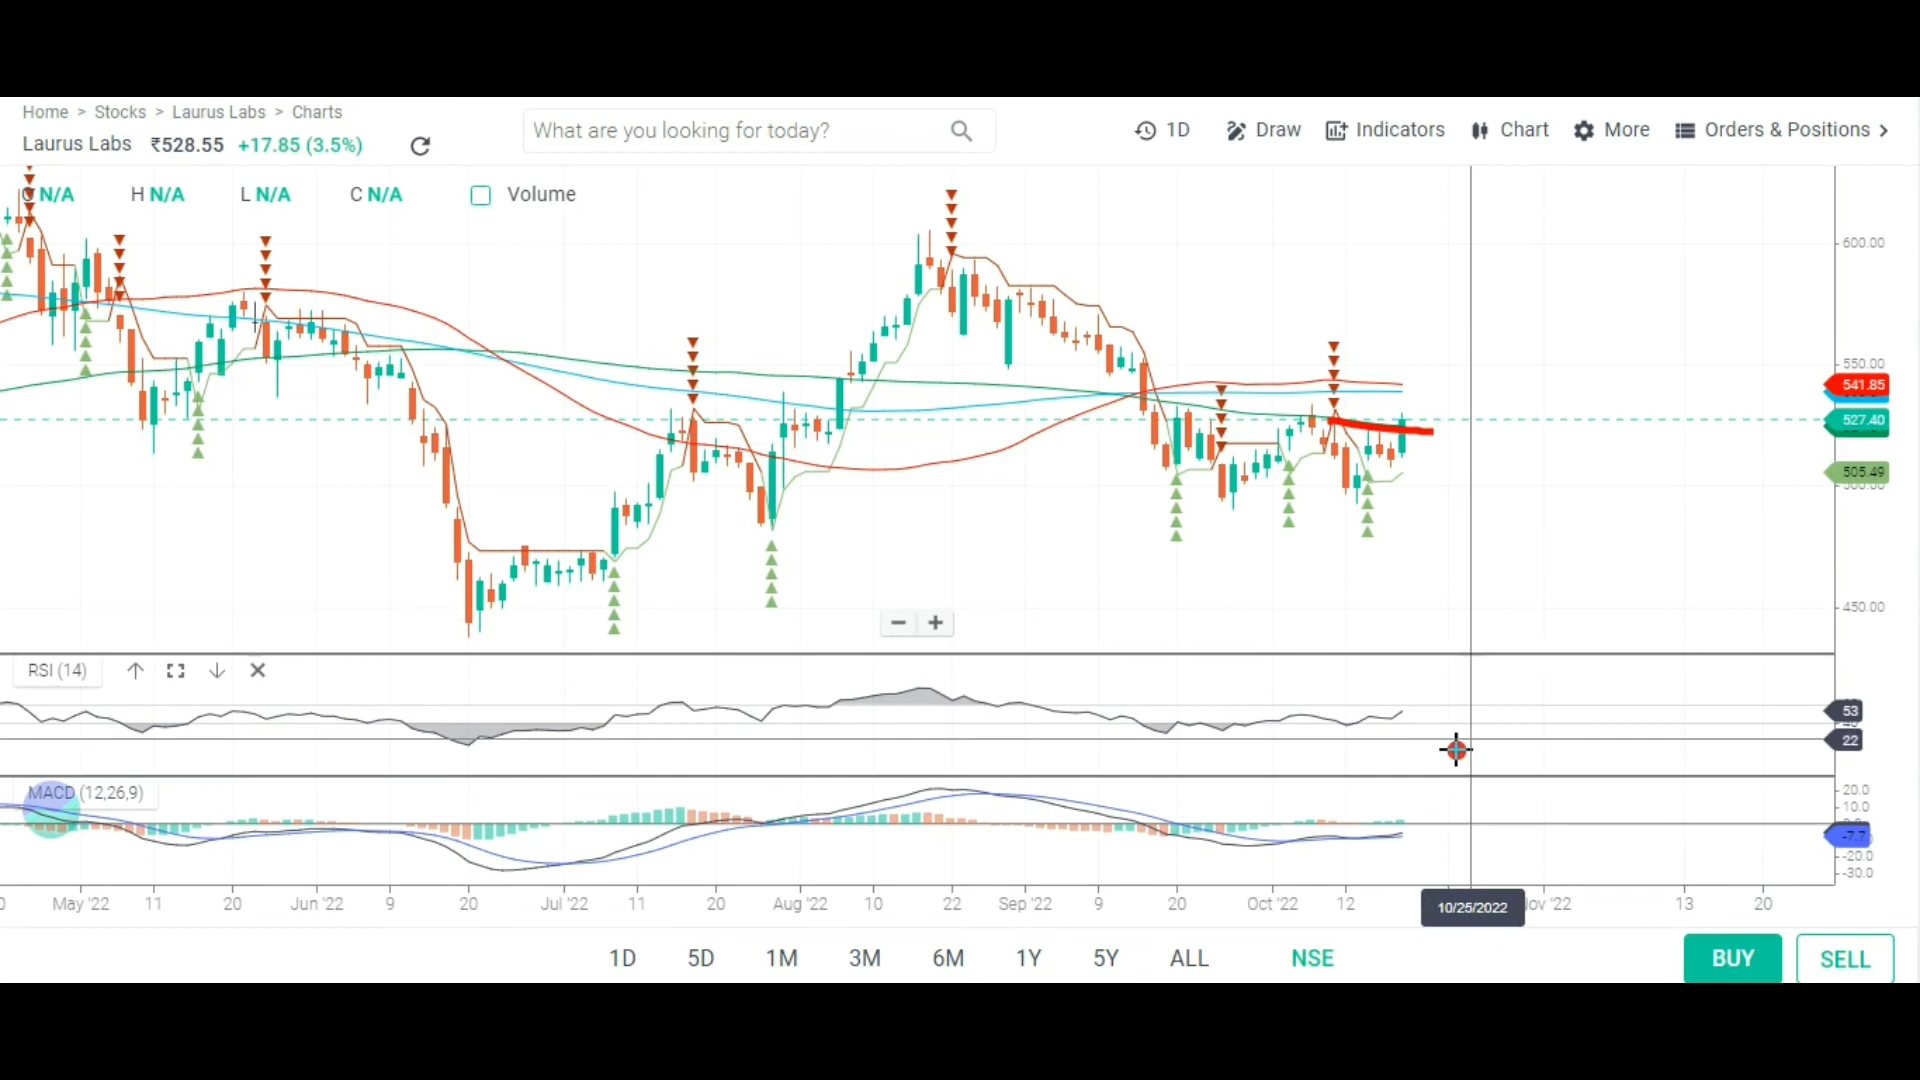 Home > Stocks > Laurus Labs > Charts
Laurus Labs ₹528.55 +17.85 (3.5%)
What are you looking for today?
1D Draw Indicators Chart More Orders & Positions >
O N/A H N/A L N/A C N/A Volume
600.00
550.00
541.85
527.40
505.49
450.00
RSI (14)
53
22
MACD (12,26,9)
20.0
10.0
-7.7
-20.0
-30.0
May '22 11 20 Jun '22 9 20 Jul '22 11 20 Aug '22 10 22 Sep '22 9 20 Oct '22 12 10/25/2022 ov '22 13 20
1D 5D 1M 3M 6M 1Y 5Y ALL NSE
BUY SELL